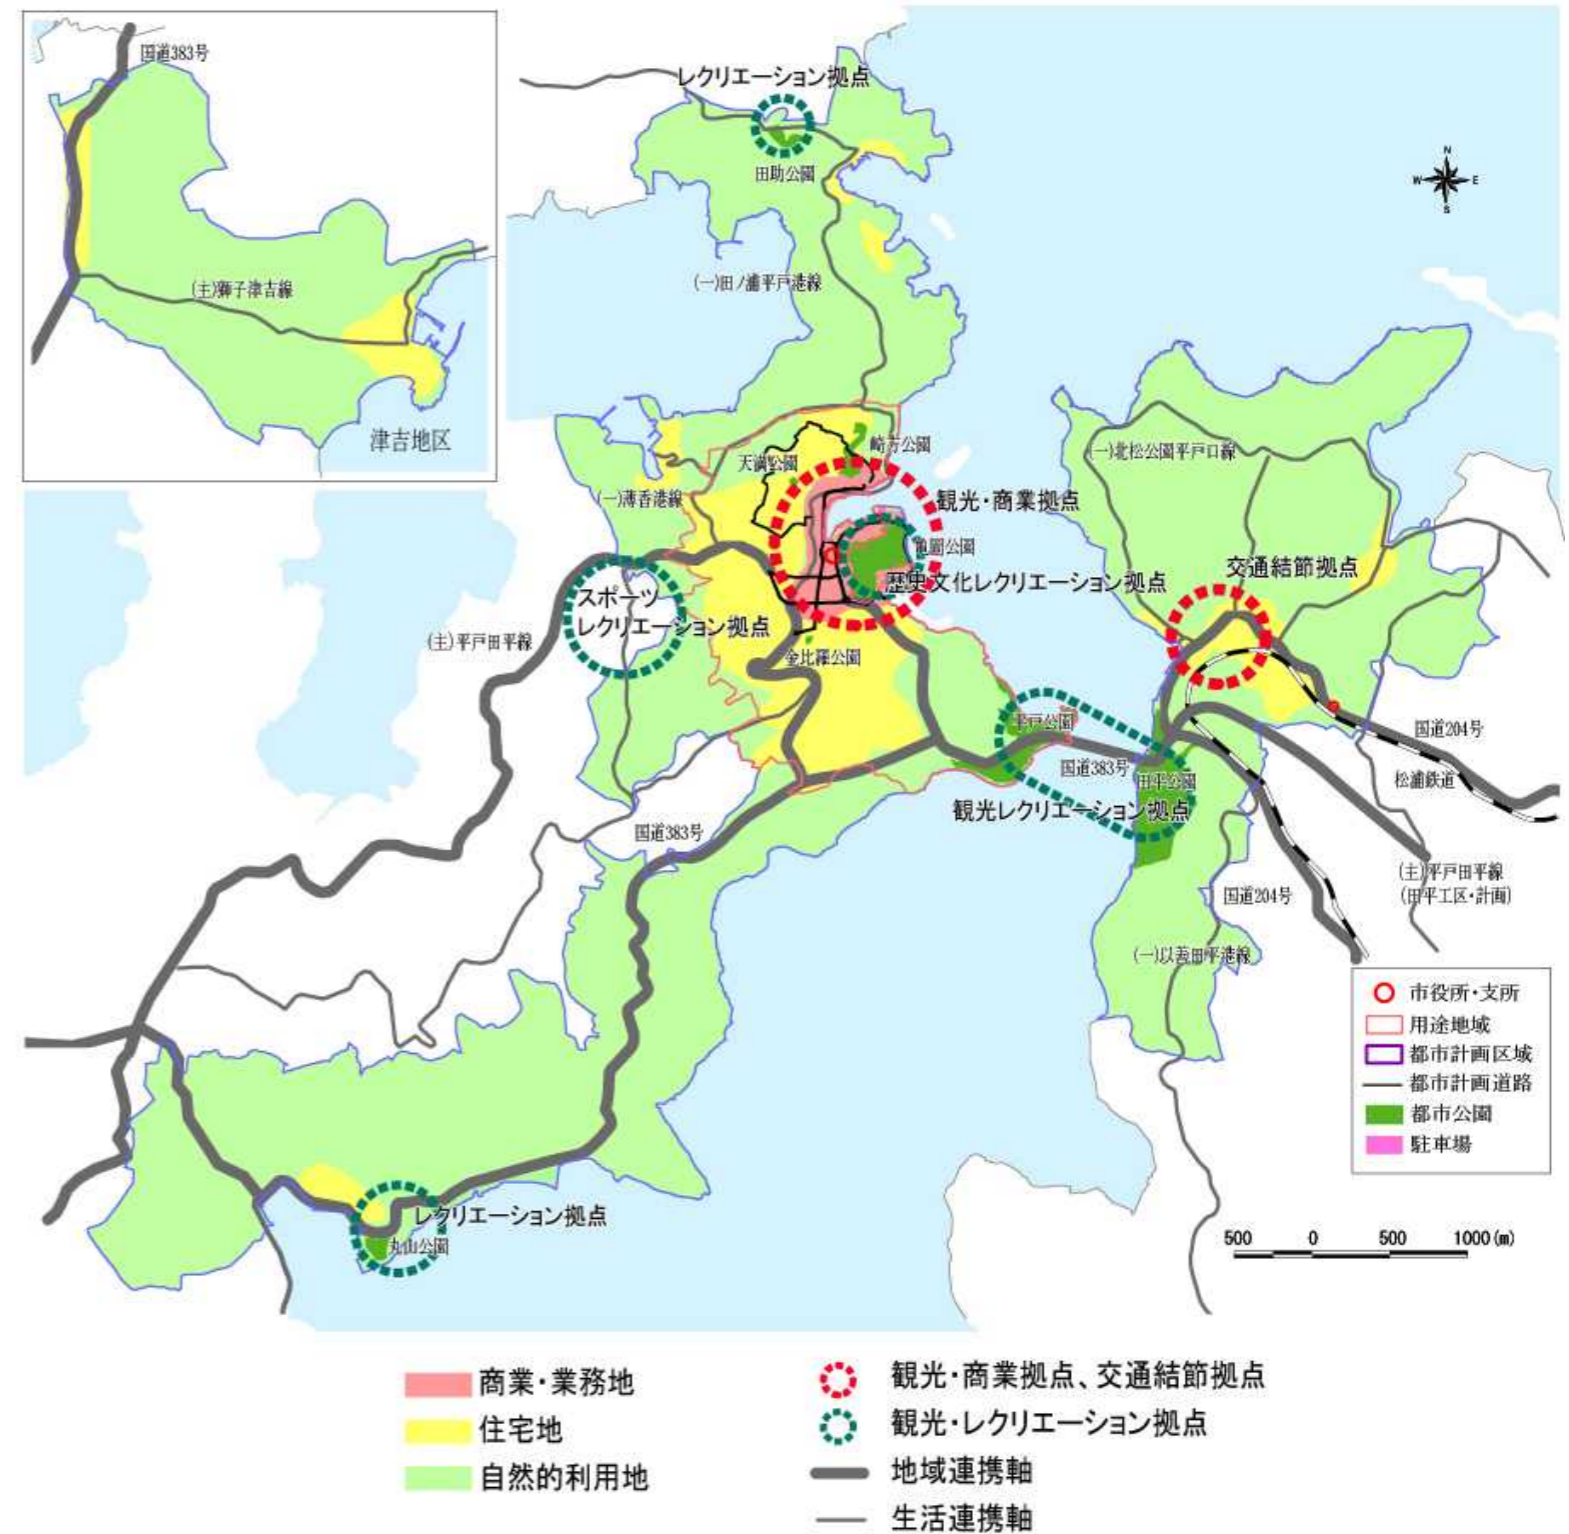 国道383号
(主)獅子津吉線
津吉地区
レクリエーション拠点
田助公園
(一)田ノ浦平戸港線
N
W
E
S
崎方公園
天満公園
(一)薄香港線
観光・商業拠点
亀岡公園
歴史文化レクリエーション拠点
(一)北松公園平戸口線
交通結節拠点
スポーツ
レクリエーション拠点
(主)平戸田平線
金比羅公園
平戸公園
国道383号
田平公園
観光レクリエーション拠点
国道204号
松浦鉄道
国道383号
(主)平戸田平線
(田平工区・計画)
国道204号
(一)以善田平港線
レクリエーション拠点
丸山公園
市役所・支所
用途地域
都市計画区域
都市計画道路
都市公園
駐車場
500 0 500 1000(m)
商業・業務地
住宅地
自然的利用地
観光・商業拠点、交通結節拠点
観光・レクリエーション拠点
地域連携軸
生活連携軸